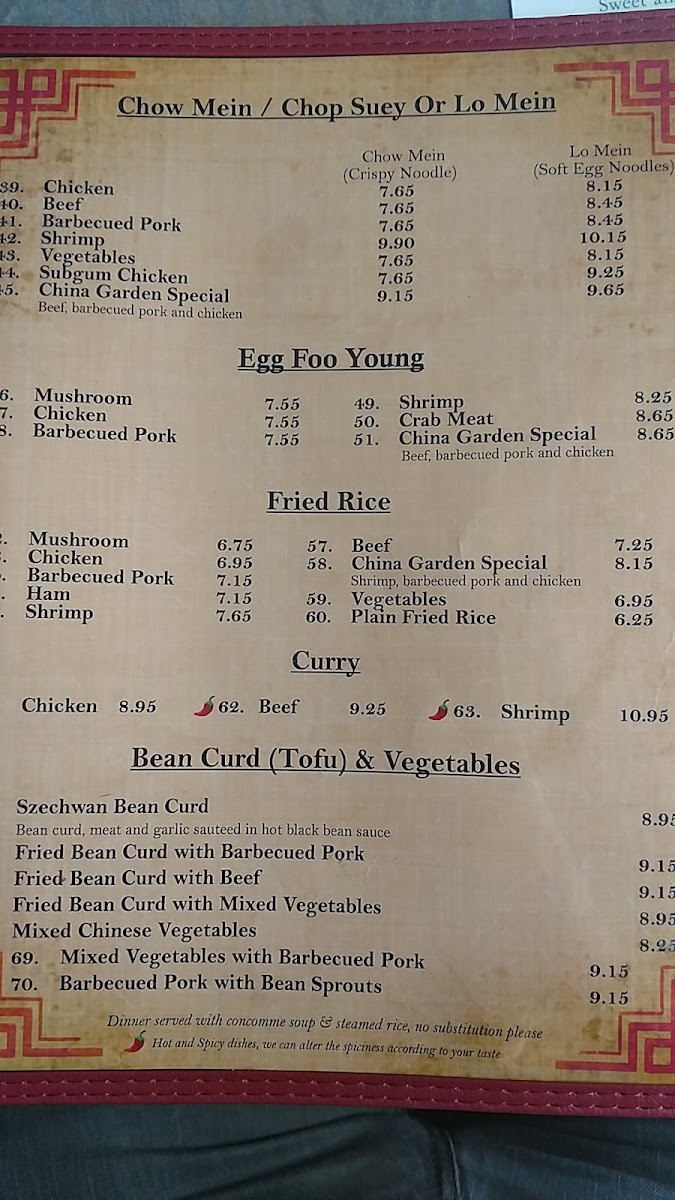 Sweet an
Chow Mein / Chop Suey Or Lo Mein
Chow Mein Lo Mein
(Crispy Noodle) (Soft Egg Noodles)
39. Chicken 7.65 8.15
40. Beef 7.65 8.45
41. Barbecued Pork 7.65 8.45
42. Shrimp 9.90 10.15
43. Vegetables 7.65 8.15
44. Subgum Chicken 7.65 9.25
45. China Garden Special 9.15 9.65
Beef, barbecued pork and chicken
Egg Foo Young
6. Mushroom 7.55 49. Shrimp 8.25
7. Chicken 7.55 50. Crab Meat 8.65
8. Barbecued Pork 7.55 51. China Garden Special 8.65
Beef, barbecued pork and chicken
Fried Rice
Mushroom 6.75 57. Beef 7.25
Chicken 6.95 58. China Garden Special 8.15
Barbecued Pork 7.15 Shrimp, barbecued pork and chicken
Ham 7.15 59. Vegetables 6.95
Shrimp 7.65 60. Plain Fried Rice 6.25
Curry
Chicken 8.95 62. Beef 9.25 63. Shrimp 10.95
Bean Curd (Tofu) & Vegetables
Szechwan Bean Curd 8.95
Bean curd, meat and garlic sauteed in hot black bean sauce
Fried Bean Curd with Barbecued Pork 9.15
Fried Bean Curd with Beef 9.15
Fried Bean Curd with Mixed Vegetables 8.95
Mixed Chinese Vegetables 8.25
69. Mixed Vegetables with Barbecued Pork 9.15
70. Barbecued Pork with Bean Sprouts 9.15
Dinner served with concomme soup & steamed rice, no substitution please
Hot and Spicy dishes, we can alter the spiciness according to your taste